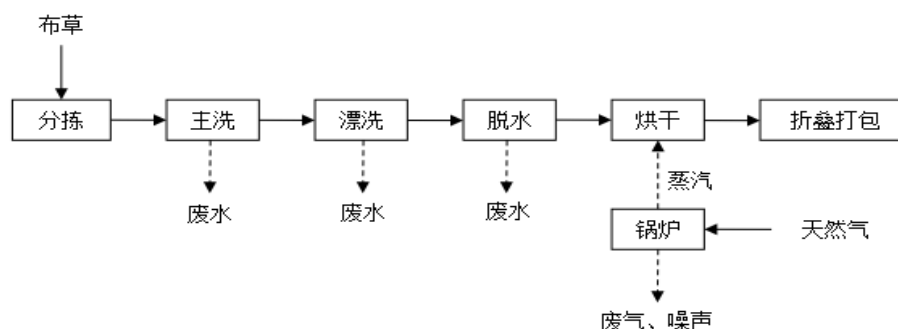 布草
分拣
主洗
漂洗
脱水
烘干
折叠打包
废水
废水
废水
蒸汽
锅炉
天然气
废气、噪声